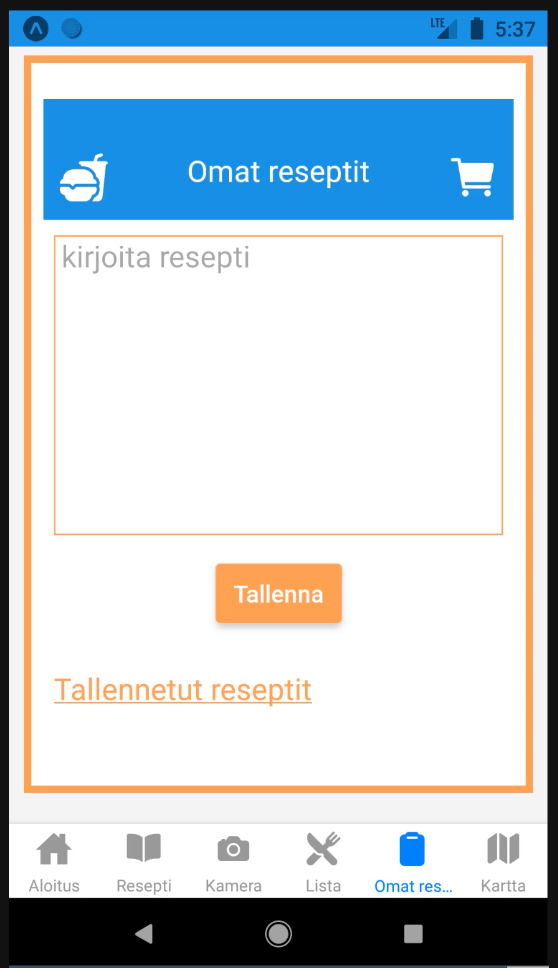 LTE 5:37
Omat reseptit
kirjoita resepti
Tallenna
Tallennetut reseptit
Aloitus Resepti Kamera Lista Omat res... Kartta